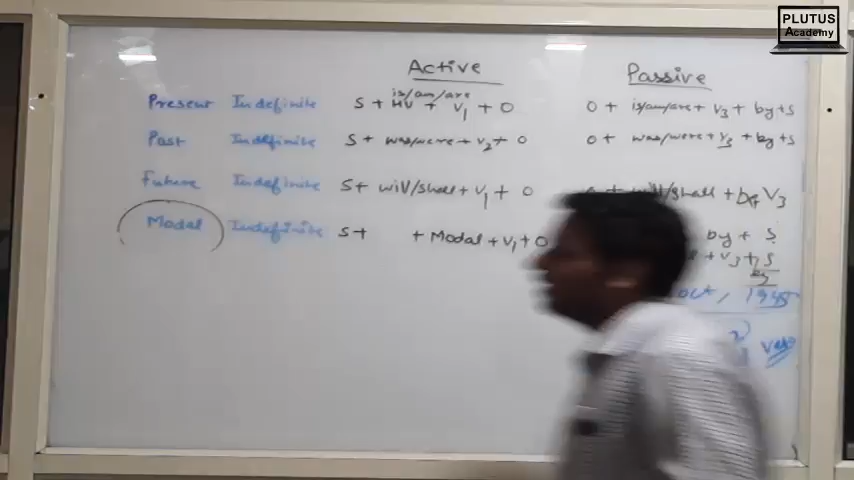 PLUTUS
Academy
Active Passive
is/am/are
Present Indefinite S + HV + V1 + O O + is/am/are + V3 + by + S
Past Indefinite S + was/were + V2 + O O + was/were + V3 + by + S
Future Indefinite S + will/shall + V1 + O O + will/shall + be + V3
Modal Indefinite S + + Modal + V1 + O by + S
+ V3 + S
by
oct, 1945